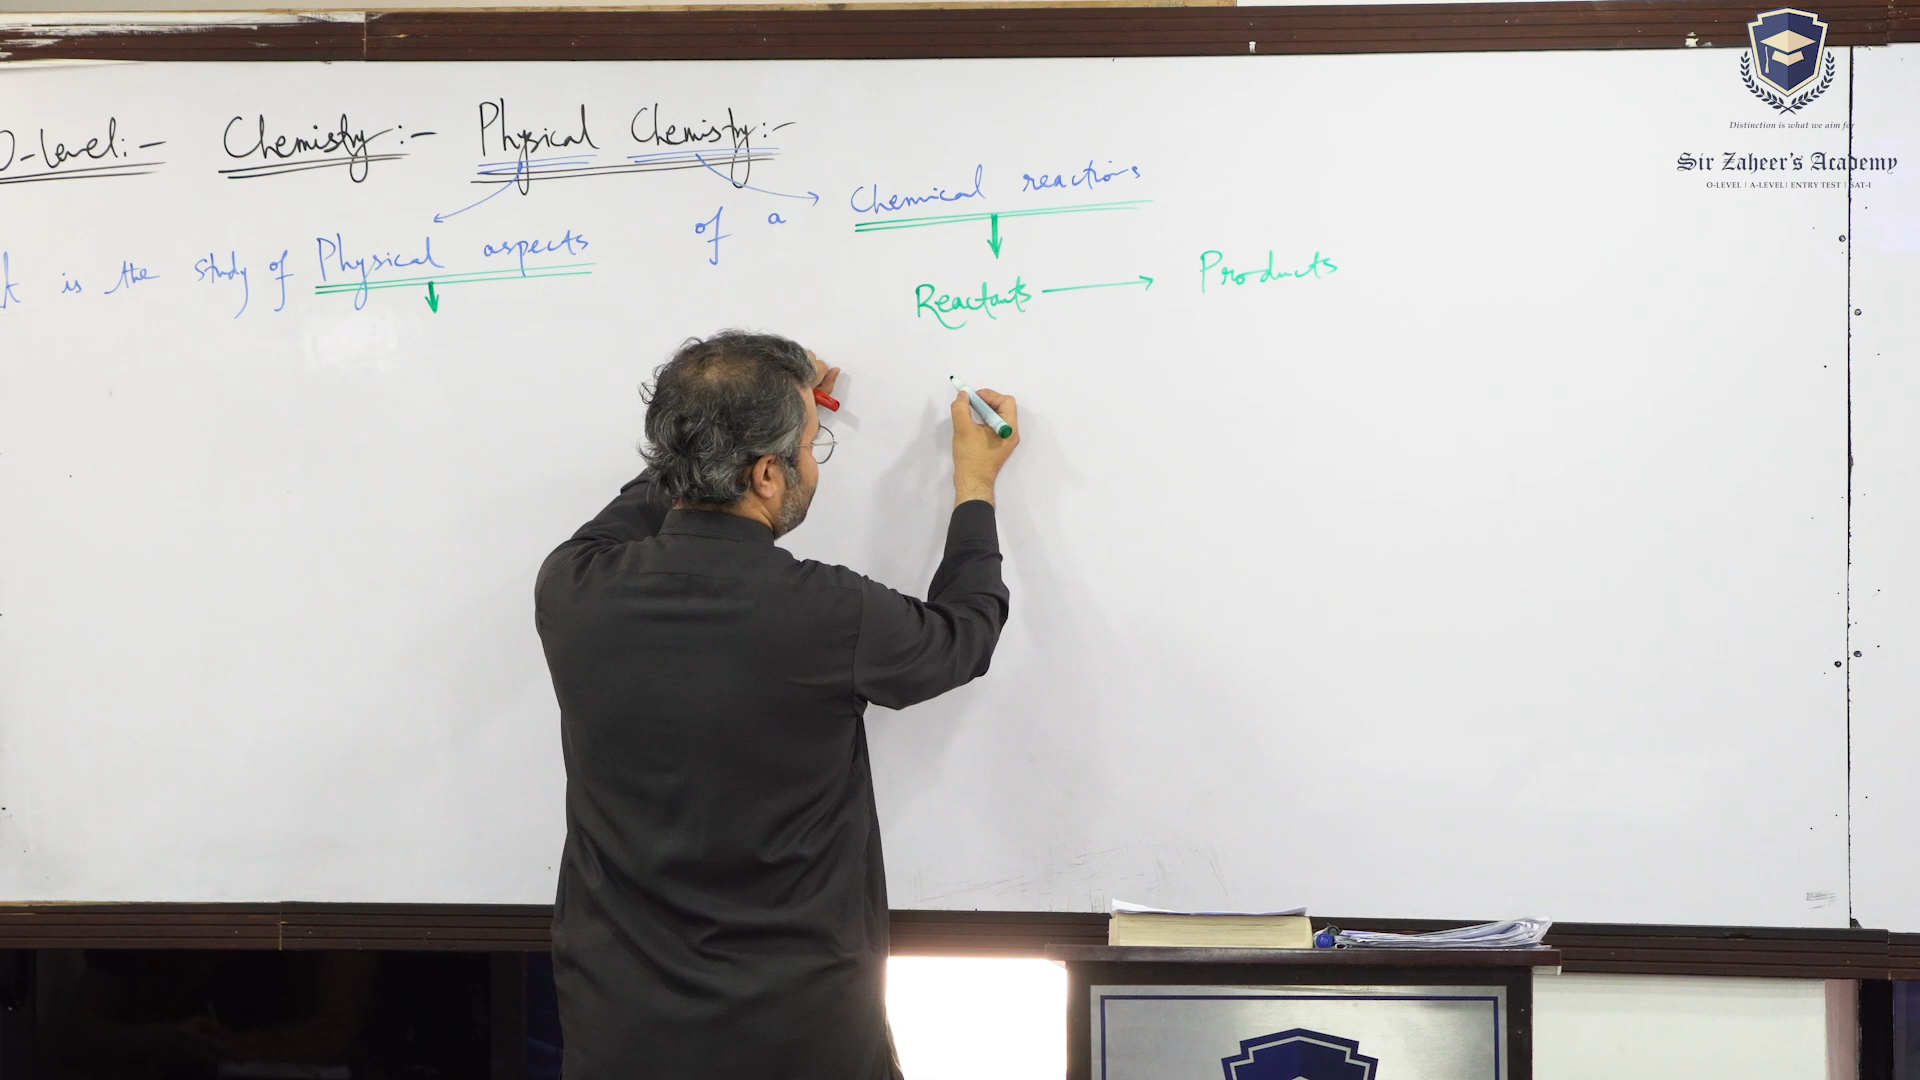 O-level:- Chemistry:- Physical Chemistry:-
It is the study of Physical aspects of a Chemical reactions
Reactants → Products
Distinction is what we aim for
Sir Zaheer's Academy
O-LEVEL | A-LEVEL | ENTRY TEST | SAT-I